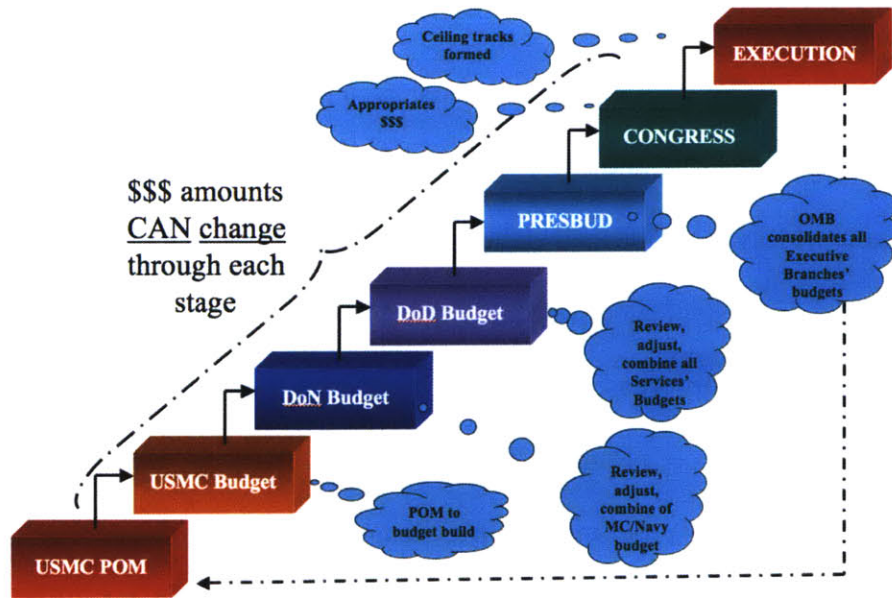 Ceiling tracks
formed
EXECUTION
Appropriates
$$$
CONGRESS
$$$ amounts
CAN change
through each
stage
PRESBUD
OMB
consolidates all
Executive
Branches'
budgets
DoD Budget
Review,
adjust,
combine all
Services'
Budgets
DoN Budget
USMC Budget
POM to
budget build
Review,
adjust,
combine of
MC/Navy
budget
USMC POM